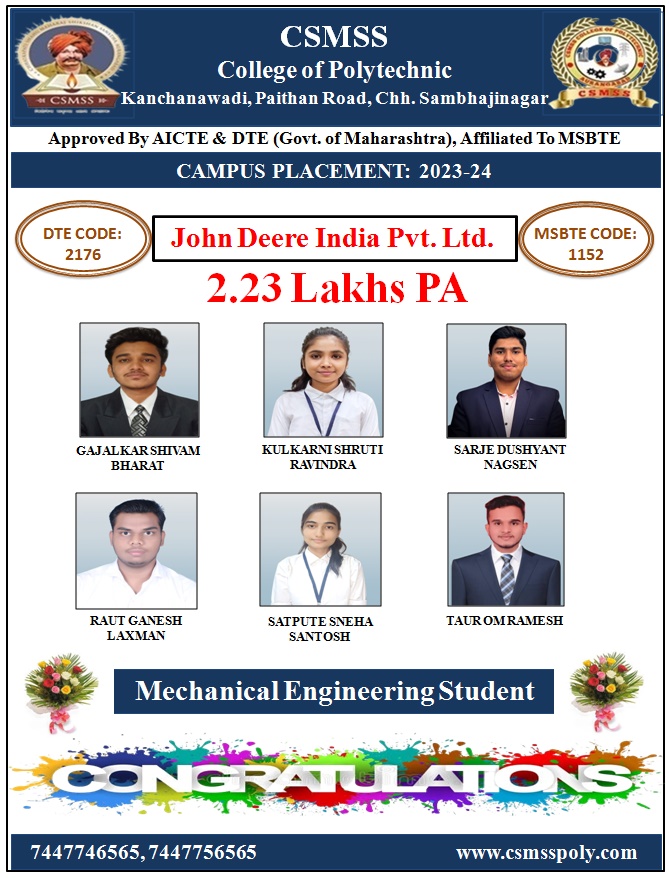 CSMSS
College of Polytechnic
Kanchanawadi, Paithan Road, Chh. Sambhajinagar
CSMSS
CSMSS
Approved By AICTE & DTE (Govt. of Maharashtra), Affiliated To MSBTE
CAMPUS PLACEMENT: 2023-24
DTE CODE:
2176
John Deere India Pvt. Ltd.
MSBTE CODE:
1152
2.23 Lakhs PA
GAJALKAR SHIVAM
BHARAT
KULKARNI SHRUTI
RAVINDRA
SARJE DUSHYANT
NAGSEN
RAUT GANESH
LAXMAN
SATPUTE SNEHA
SANTOSH
TAUR OM RAMESH
Mechanical Engineering Student
CONGRATULATIONS
7447746565, 7447756565
www.csmsspoly.com